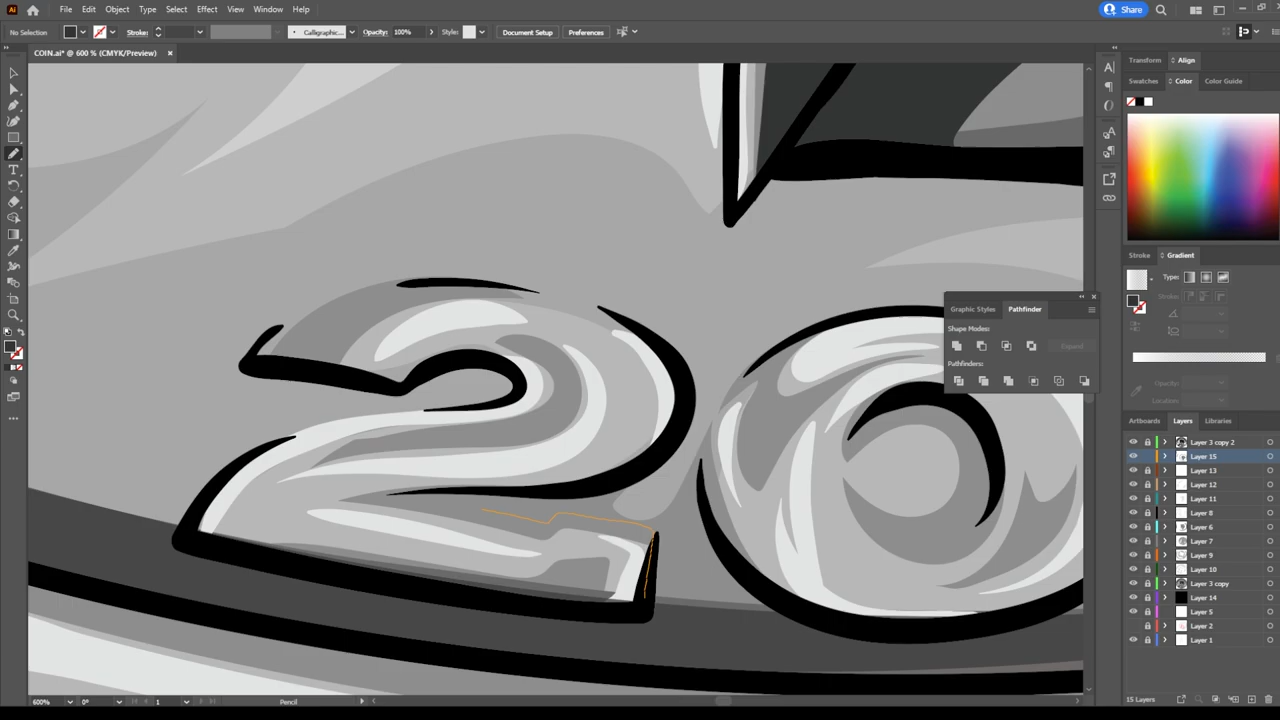 Ai File Edit Object Type Select Effect View Window Help Share
No Selection Stroke: Calligraphic... Opacity: 100% Style: Document Setup Preferences
COIN.ai* @ 600 % (CMYK/Preview)
Transform Align
Swatches Color Color Guide
Stroke Gradient
Type:
Stroke:
Graphic Styles Pathfinder
Shape Modes:
Expand
Pathfinders:
Opacity:
Location:
Artboards Layers Libraries
Layer 3 copy 2
Layer 15
Layer 13
Layer 12
Layer 11
Layer 8
Layer 6
Layer 7
Layer 9
Layer 10
Layer 3 copy
Layer 14
Layer 5
Layer 2
Layer 1
20
600% 0° 1 Pencil 15 Layers